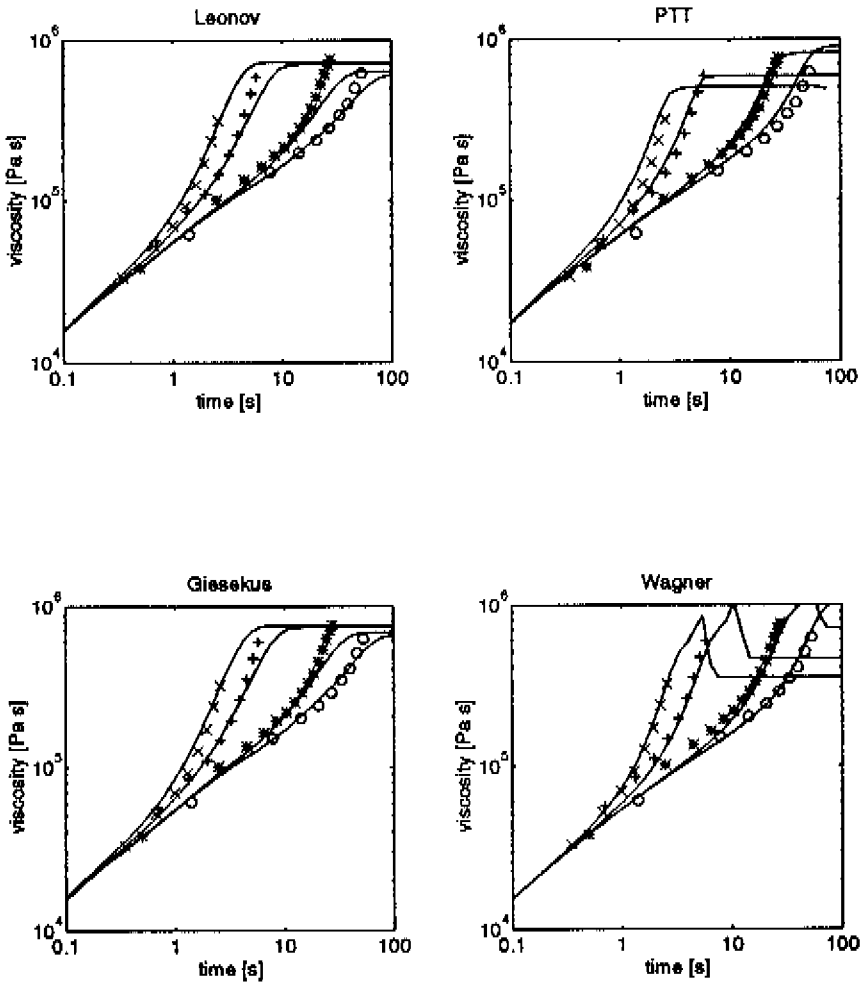 Leonov
10^6
10^5
10^4
viscosity [Pa s]
0.1 1 10 100
time [s]
PTT
10^6
10^5
10^4
viscosity [Pa s]
0.1 1 10 100
time [s]
Giesekus
10^6
10^5
10^4
viscosity [Pa s]
0.1 1 10 100
time [s]
Wagner
10^6
10^5
10^4
viscosity [Pa s]
0.1 1 10 100
time [s]